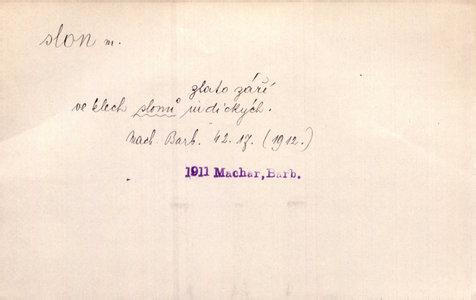 slon m.
zlato září
ve klech slonů indických.
Mach. Barb. 42. 17. (1912.)
1911 Machar, Barb.